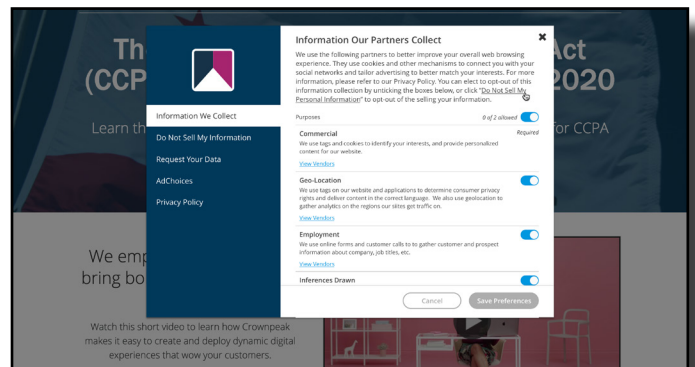 Th
Act
(CCP
2020
Learn th
for CCPA
Information We Collect
Do Not Sell My Information
Request Your Data
AdChoices
Privacy Policy
Information Our Partners Collect
We use the following partners to better improve your overall web browsing
experience. They use cookies and other mechanisms to connect you with your
social networks and tailor advertising to better match your interests. For more
information, please refer to our Privacy Policy. You can elect to opt-out of this
information collection by unticking the boxes below, or click "Do Not Sell My
Personal Information" to opt-out of the selling your information.
Purposes 0 of 2 allowed
Commercial Required
We use tags and cookies to identify your interests, and provide personalized
content for our website.
View Vendors
Geo-Location
We use tags on our website and applications to determine consumer privacy
rights and deliver content in the correct language. We also use geolocation to
gather analytics on the regions our sites get traffic on.
View Vendors
Employment
We use online forms and customer calls to to gather customer and prospect
information about company, job titles, etc.
View Vendors
Inferences Drawn
Cancel Save Preferences
We emp
bring bo
Watch this short video to learn how Crownpeak
makes it easy to create and deploy dynamic digital
experiences that wow your customers.